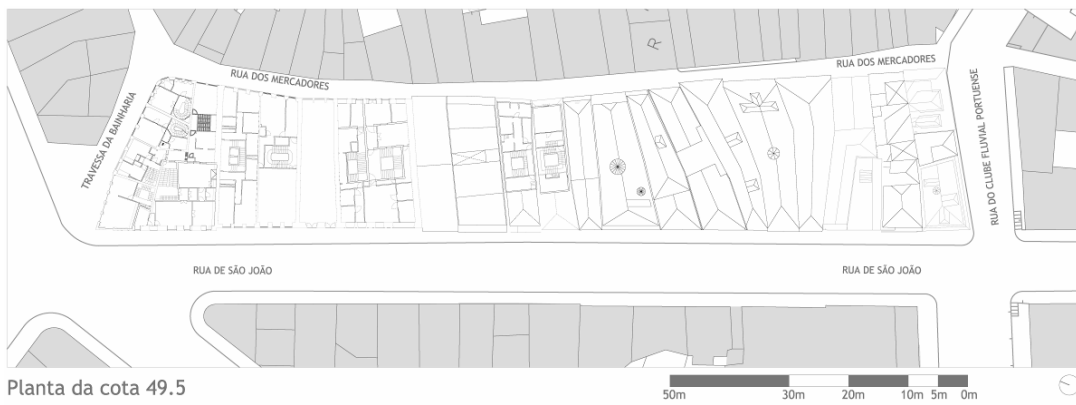 R
RUA DOS MERCADORES
RUA DOS MERCADORES
TRAVESSA DA BAINHARIA
RUA DO CLUBE FLUVIAL PORTUENSE
RUA DE SÃO JOÃO
RUA DE SÃO JOÃO
Planta da cota 49.5
50m 30m 20m 10m 5m 0m